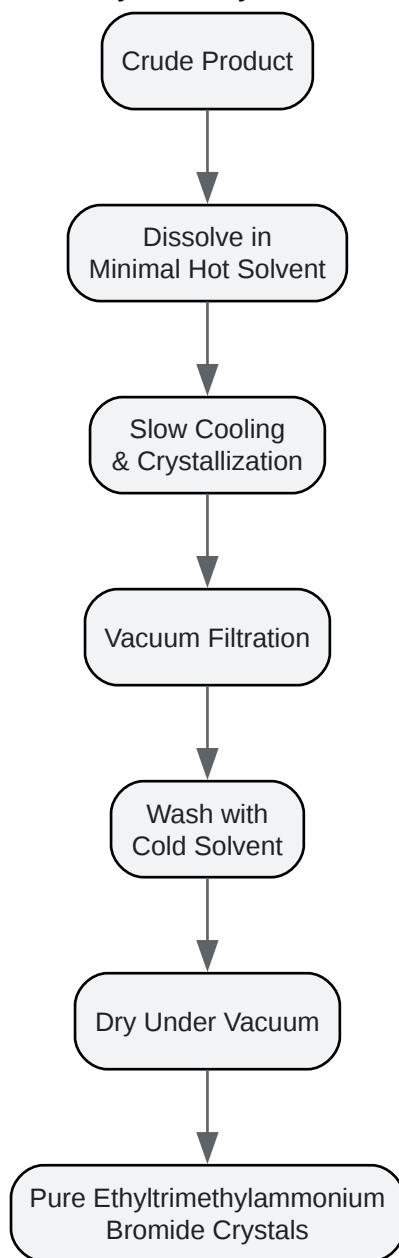 Crude Product
Dissolve in
Minimal Hot Solvent
Slow Cooling
& Crystallization
Vacuum Filtration
Wash with
Cold Solvent
Dry Under Vacuum
Pure Ethyltrimethylammonium
Bromide Crystals